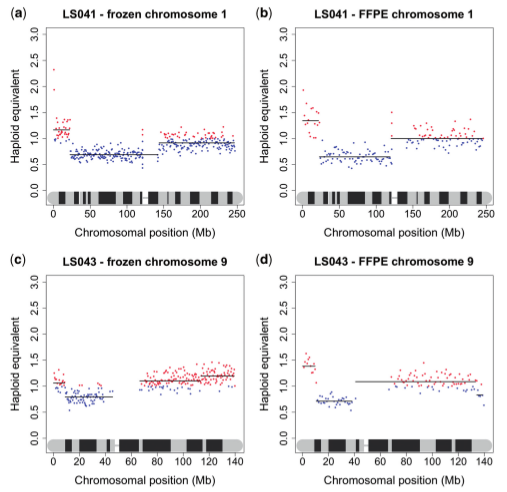 (a) LS041 - frozen chromosome 1
Haploid equivalent
0.0 0.5 1.0 1.5 2.0 2.5 3.0
0 50 100 150 200 250
Chromosomal position (Mb)
(b) LS041 - FFPE chromosome 1
Haploid equivalent
0.0 0.5 1.0 1.5 2.0 2.5 3.0
0 50 100 150 200 250
Chromosomal position (Mb)
(c) LS043 - frozen chromosome 9
Haploid equivalent
0.0 0.5 1.0 1.5 2.0 2.5 3.0
0 20 40 60 80 100 120 140
Chromosomal position (Mb)
(d) LS043 - FFPE chromosome 9
Haploid equivalent
0.0 0.5 1.0 1.5 2.0 2.5 3.0
0 20 40 60 80 100 120 140
Chromosomal position (Mb)